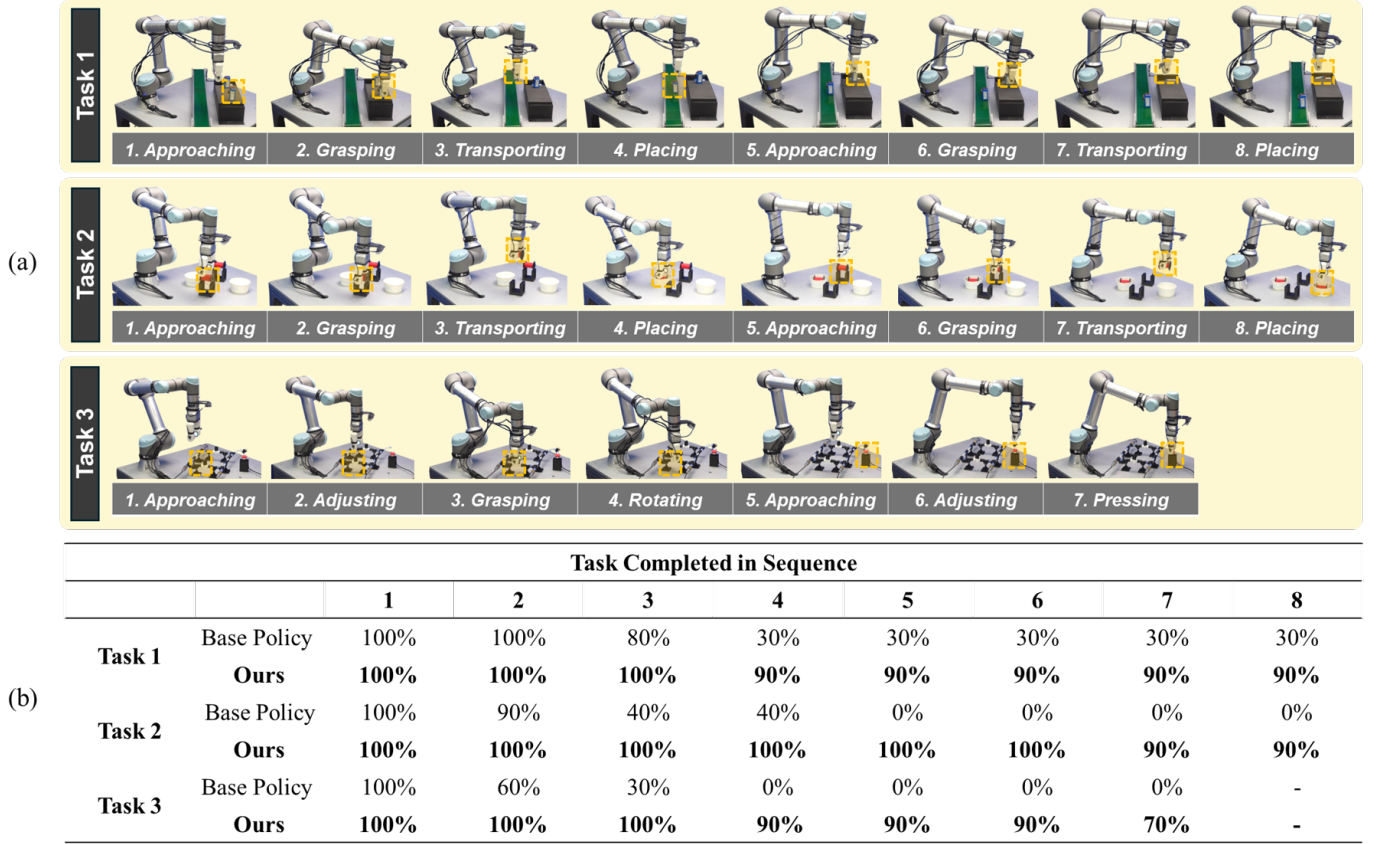 (a)
Task 1
1. Approaching 2. Grasping 3. Transporting 4. Placing 5. Approaching 6. Grasping 7. Transporting 8. Placing
Task 2
1. Approaching 2. Grasping 3. Transporting 4. Placing 5. Approaching 6. Grasping 7. Transporting 8. Placing
Task 3
1. Approaching 2. Adjusting 3. Grasping 4. Rotating 5. Approaching 6. Adjusting 7. Pressing
(b)
Task Completed in Sequence
1 2 3 4 5 6 7 8
Task 1
Base Policy 100% 100% 80% 30% 30% 30% 30% 30%
Ours 100% 100% 100% 90% 90% 90% 90% 90%
Task 2
Base Policy 100% 90% 40% 40% 0% 0% 0% 0%
Ours 100% 100% 100% 100% 100% 100% 90% 90%
Task 3
Base Policy 100% 60% 30% 0% 0% 0% 0% -
Ours 100% 100% 100% 90% 90% 90% 70% -